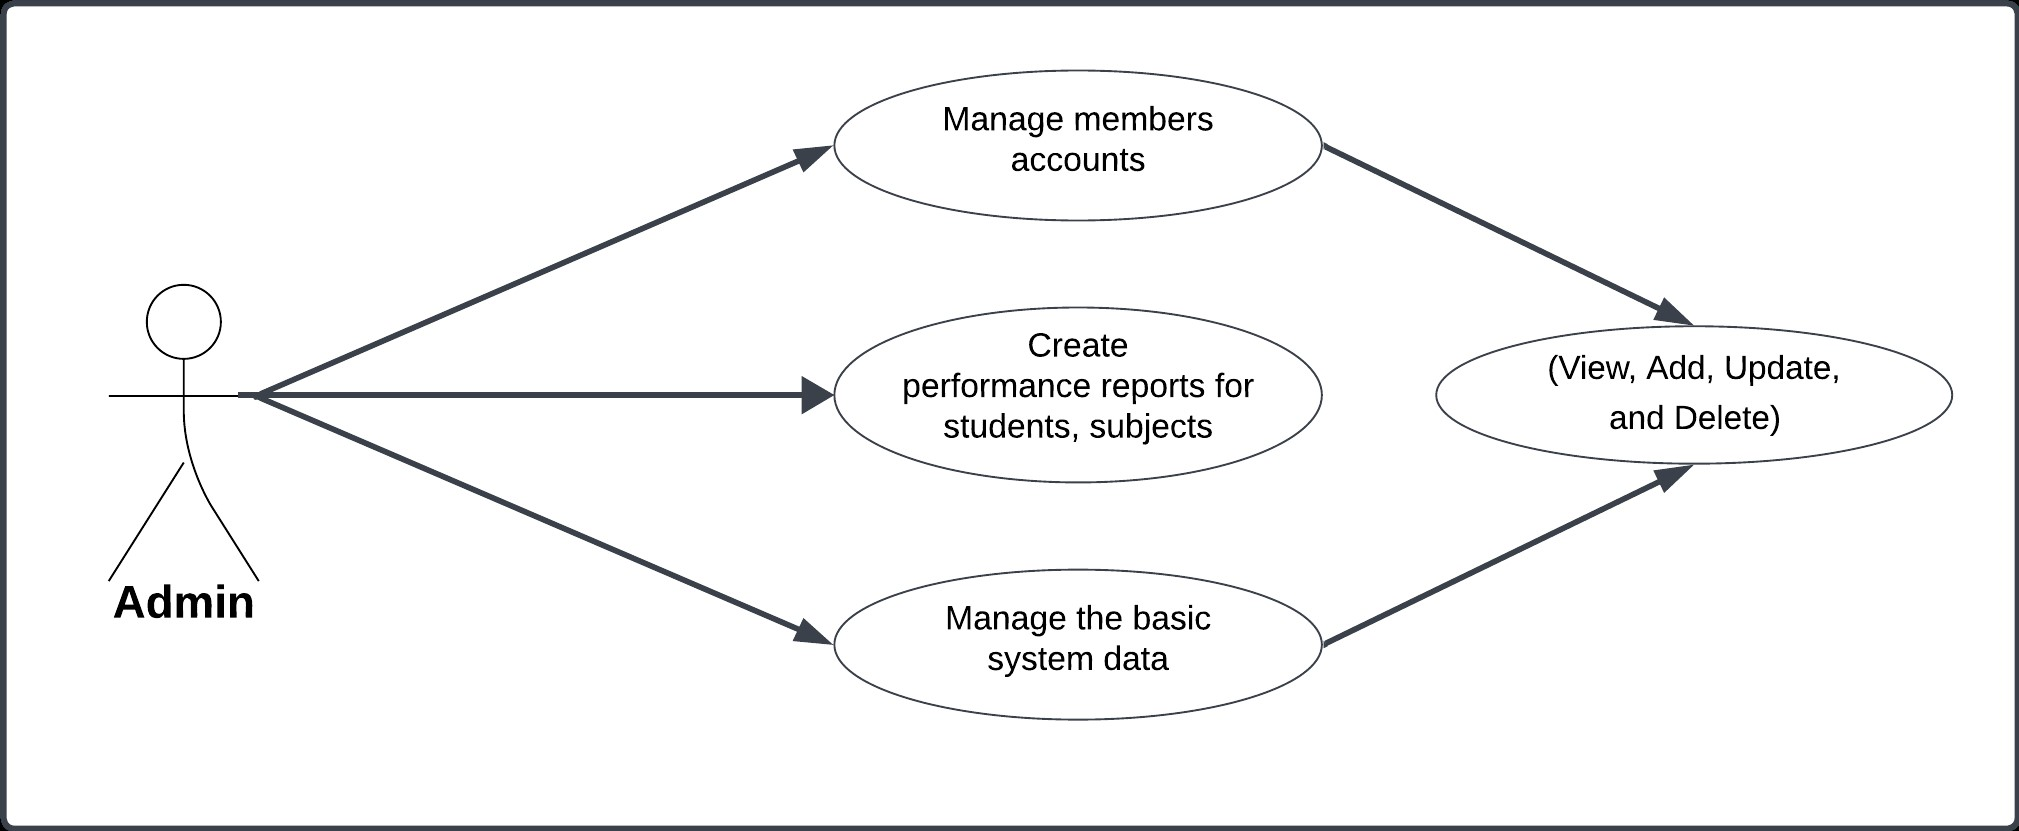 Manage members
accounts
Create
performance reports for
students, subjects
(View, Add, Update,
and Delete)
Admin
Manage the basic
system data